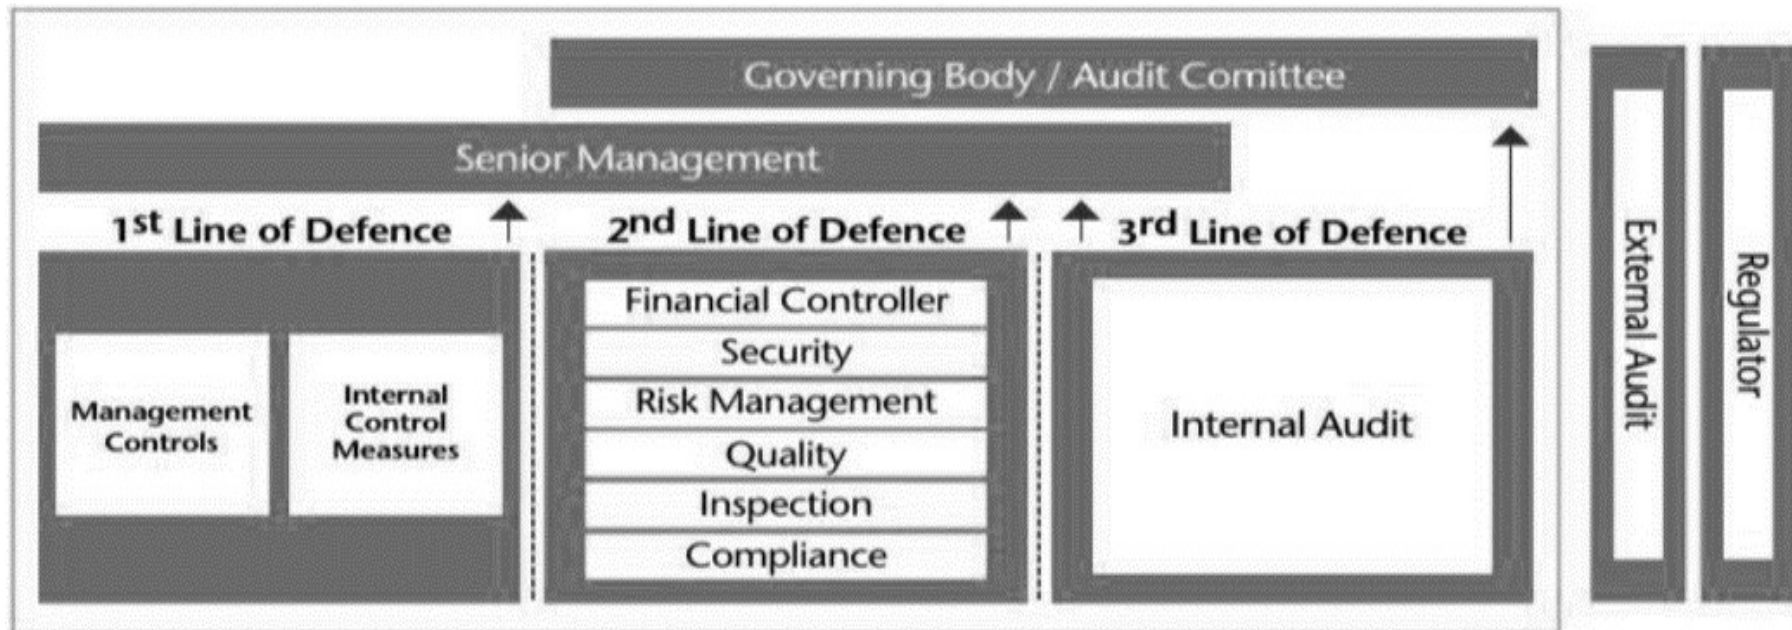 Governing Body / Audit Comittee
Senior Management
1st Line of Defence
2nd Line of Defence
3rd Line of Defence
Management
Controls
Internal
Control
Measures
Financial Controller
Security
Risk Management
Quality
Inspection
Compliance
Internal Audit
External Audit
Regulator